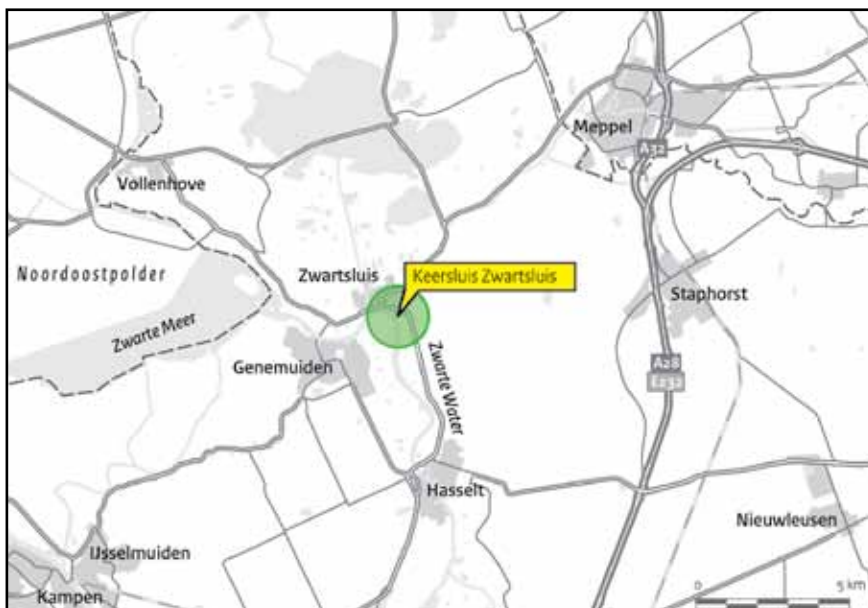 Meppel
A32
Vollenhove
Noordoostpolder
Zwartsluis
Keersluis Zwartsluis
Staphorst
Zwarte Meer
Genemuiden
Zwarte Water
A28
E232
Hasselt
Nieuwleusen
IJsselmuiden
Kampen
0 5 km